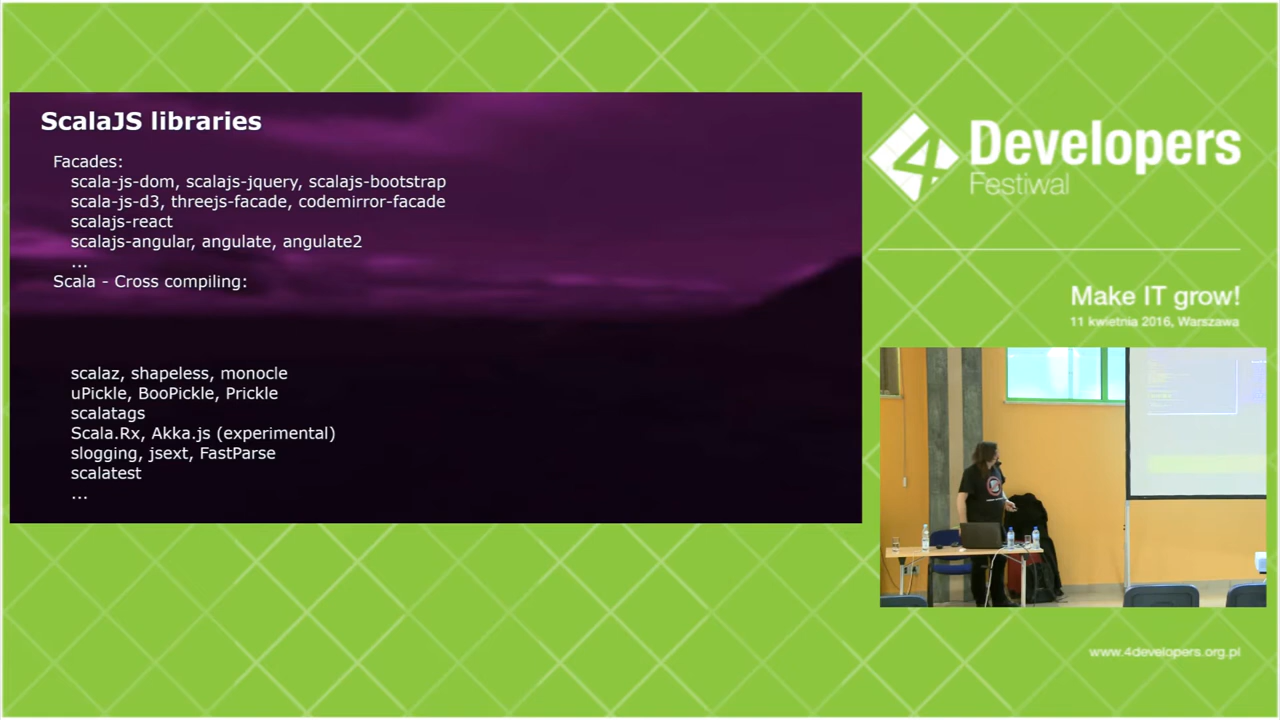 ScalaJS libraries
Facades:
scala-js-dom, scalajs-jquery, scalajs-bootstrap
scala-js-d3, threejs-facade, codemirror-facade
scalajs-react
scalajs-angular, angulate, angulate2
...
Scala - Cross compiling:
scalaz, shapeless, monocle
uPickle, BooPickle, Prickle
scalatags
Scala.Rx, Akka.js (experimental)
slogging, jsext, FastParse
scalatest
...
4 Developers
Festiwal
Make IT grow!
11 kwietnia 2016, Warszawa
www.4developers.org.pl